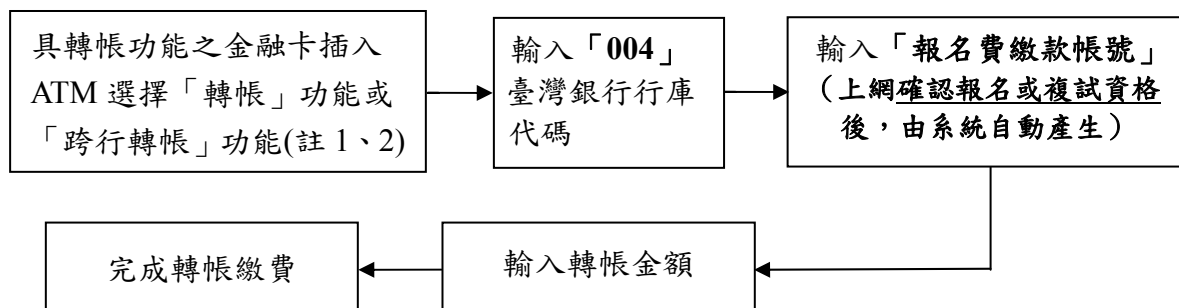 具轉帳功能之金融卡插入
ATM 選擇「轉帳」功能或
「跨行轉帳」功能(註 1、2)
輸入「004」
臺灣銀行行庫
代碼
輸入「報名費繳款帳號」
(上網確認報名或複試資格
後,由系統自動產生)
輸入轉帳金額
完成轉帳繳費